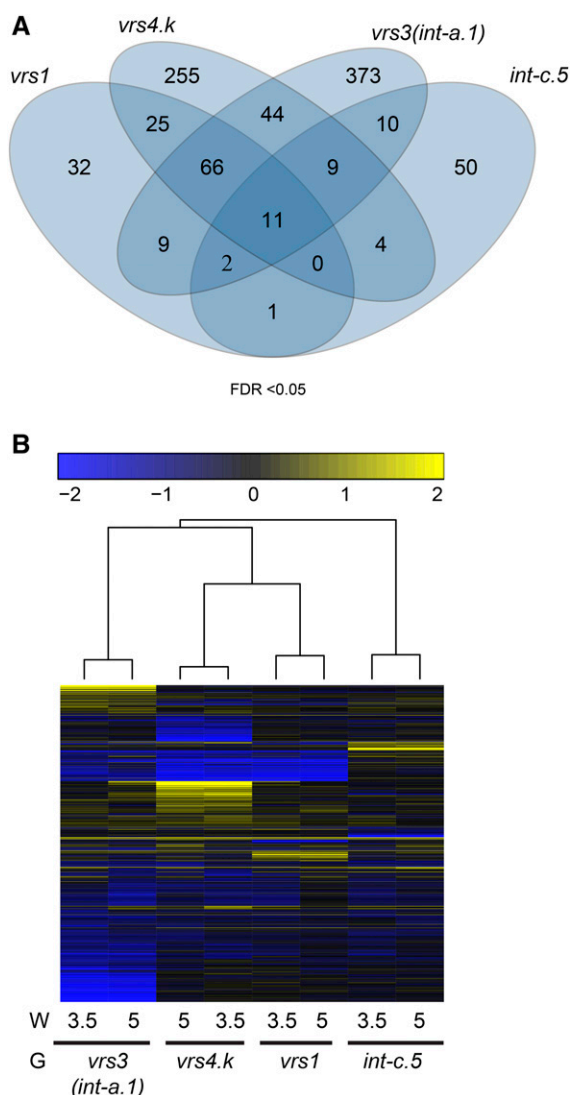 A
vrs4.k
vrs3(int-a.1)
vrs1
int-c.5
255
373
25
44
10
32
66
9
50
11
9
4
2
0
1
FDR <0.05
B
−2 −1 0 1 2
W 3.5 5 5 3.5 3.5 5 3.5 5
G vrs3 vrs4.k vrs1 int-c.5
(int-a.1)